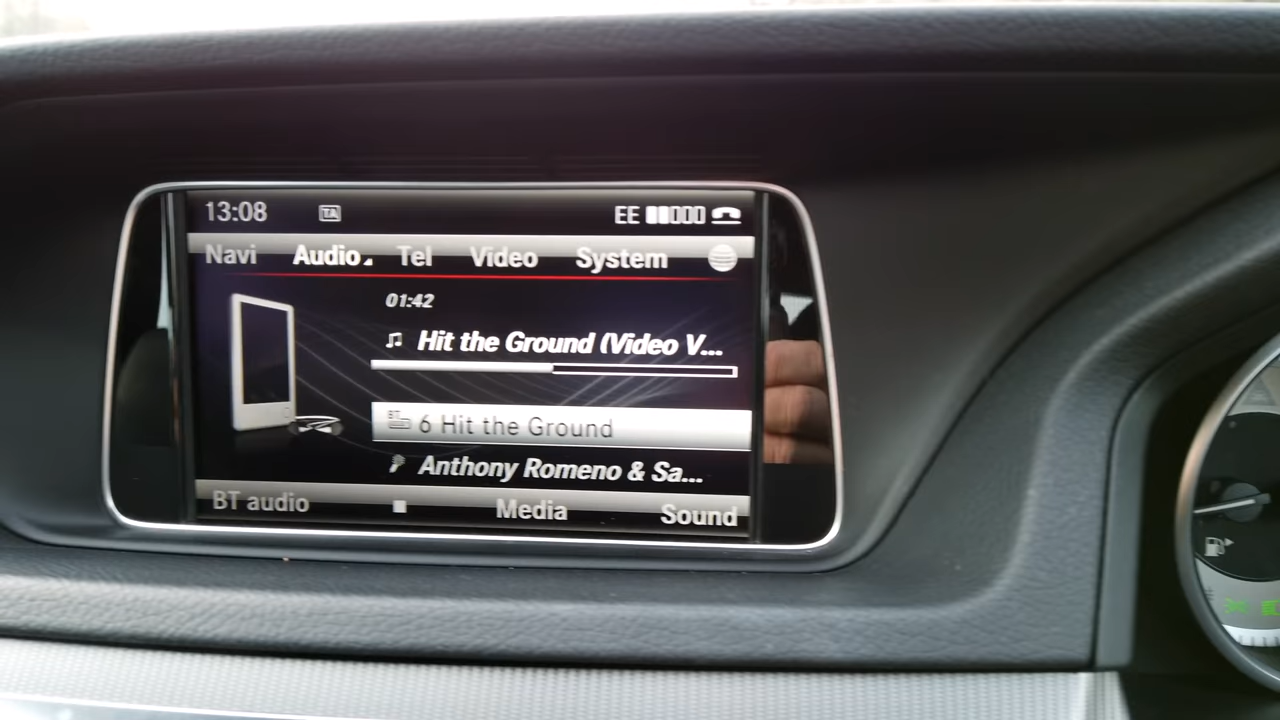 13:08 TA EE
Navi Audio Tel Video System
01:42
Hit the Ground (Video V...
BT 6 Hit the Ground
Anthony Romeno & Sa...
BT audio Media Sound